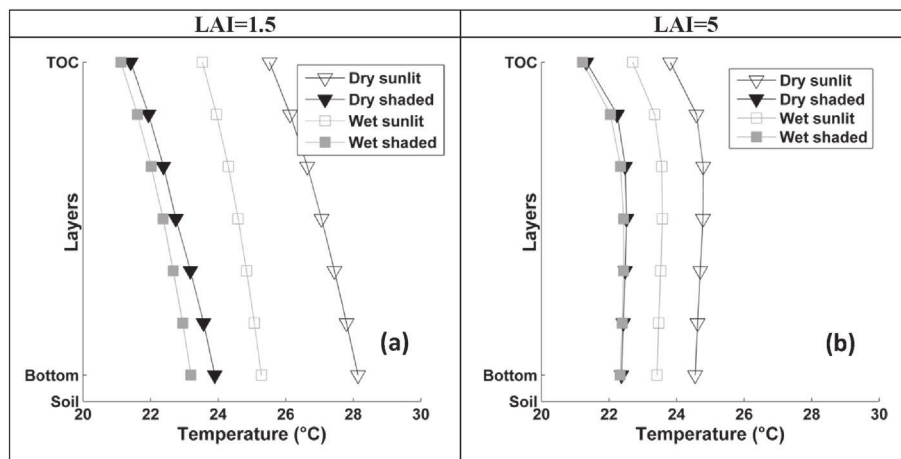 LAI=1.5
TOC
Layers
Bottom
Soil
20 22 24 26 28 30
Temperature (°C)
Dry sunlit
Dry shaded
Wet sunlit
Wet shaded
(a)
LAI=5
TOC
Layers
Bottom
Soil
20 22 24 26 28 30
Temperature (°C)
Dry sunlit
Dry shaded
Wet sunlit
Wet shaded
(b)